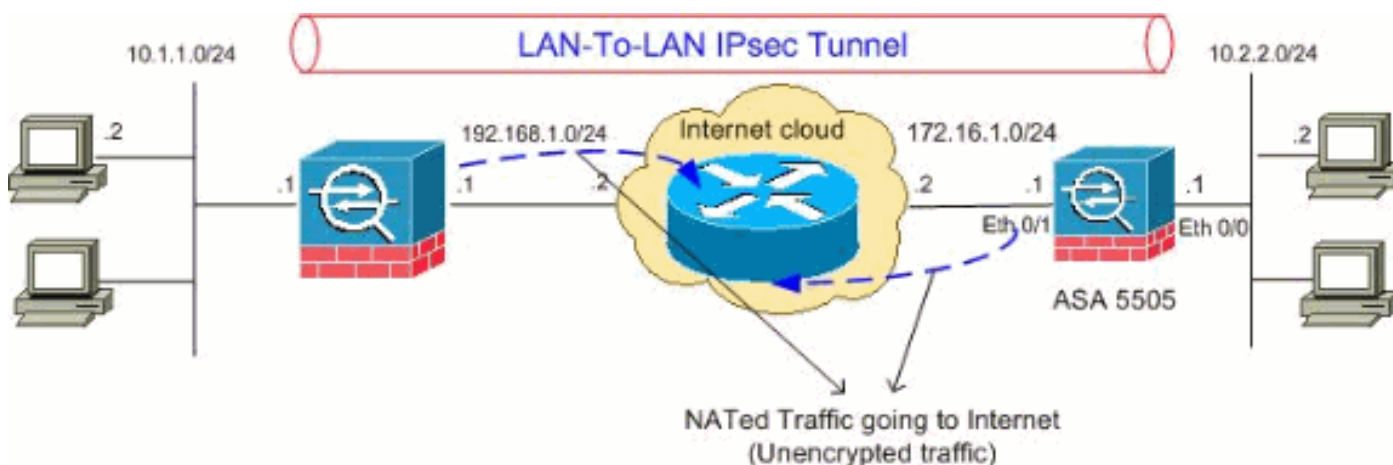 LAN-To-LAN IPsec Tunnel
10.1.1.0/24
10.2.2.0/24
.2
192.168.1.0/24
Internet cloud
172.16.1.0/24
.2
.1
.1
.2
.2
.1
.1
Eth 0/1
Eth 0/0
ASA 5505
NATed Traffic going to Internet
(Unencrypted traffic)